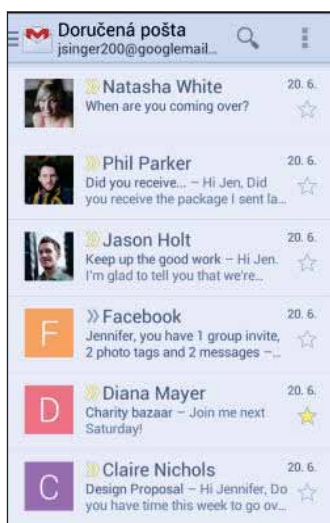 Doručená pošta
jsinger200@googlemail...
Natasha White 20. 6.
When are you coming over?
Phil Parker 20. 6.
Did you receive... – Hi Jen, Did
you receive the package I sent la...
Jason Holt 20. 6.
Keep up the good work – Hi Jen.
I'm glad to tell you that we're...
F
Facebook 20. 6.
Jennifer, you have 1 group invite,
2 photo tags and 2 messages –...
D
Diana Mayer 20. 6.
Charity bazaar – Join me next
Saturday!
C
Claire Nichols 20. 6.
Design Proposal – Hi Jennifer, Do
you have time this week to go ov...